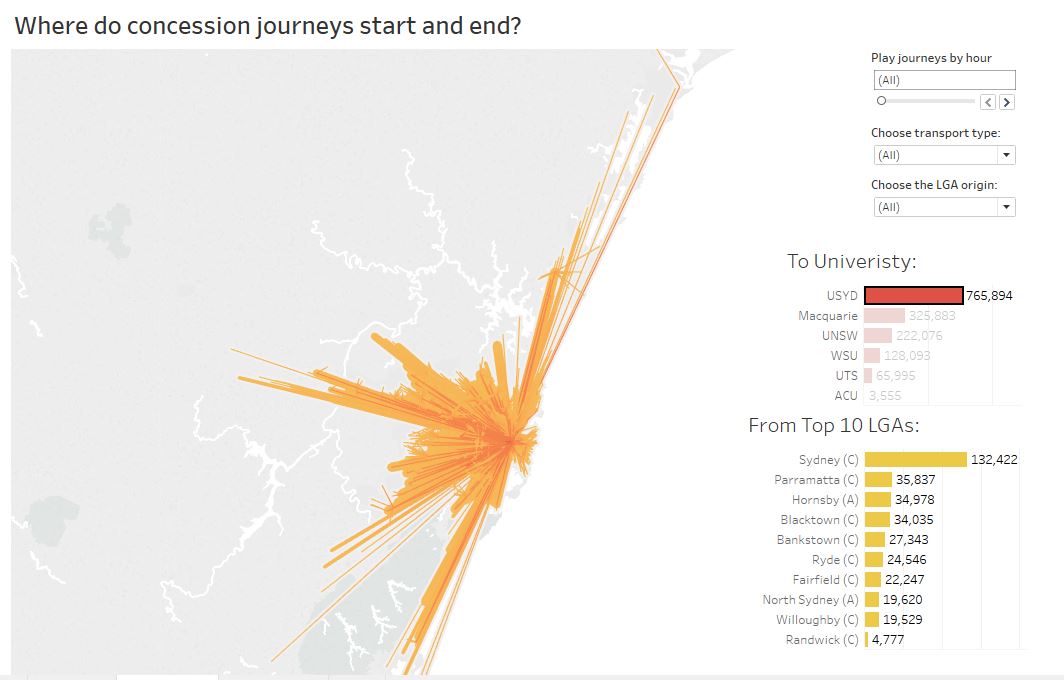 Where do concession journeys start and end?
Play journeys by hour
(All)
Choose transport type:
(All)
Choose the LGA origin:
(All)
To Univeristy:
USYD 765,894
Macquarie 325,883
UNSW 222,076
WSU 128,093
UTS 65,995
ACU 3,555
From Top 10 LGAs:
Sydney (C) 132,422
Parramatta (C) 35,837
Hornsby (A) 34,978
Blacktown (C) 34,035
Bankstown (C) 27,343
Ryde (C) 24,546
Fairfield (C) 22,247
North Sydney (A) 19,620
Willoughby (C) 19,529
Randwick (C) 4,777